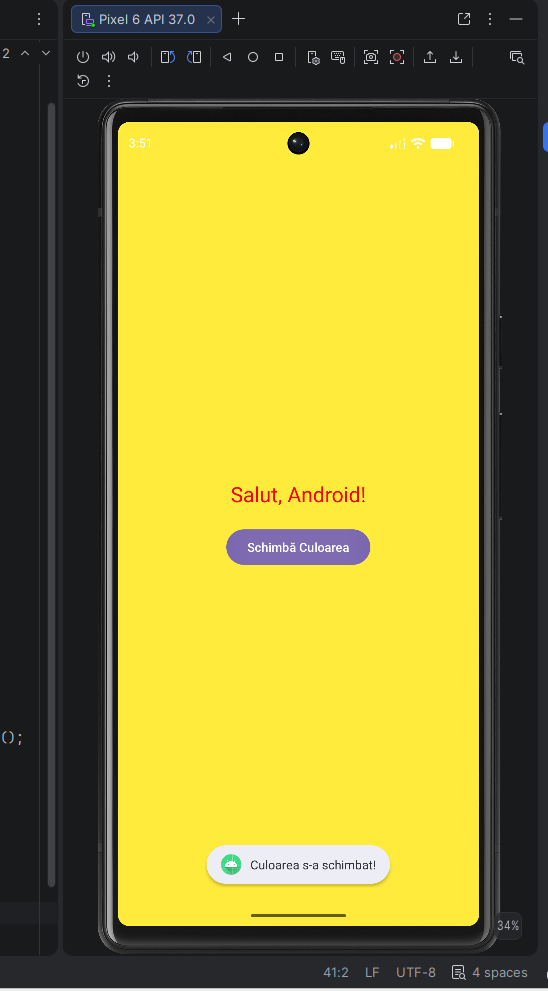 Pixel 6 API 37.0
2
3:51
Salut, Android!
Schimbă Culoarea
();
Culoarea s-a schimbat!
34%
41:2 LF UTF-8 4 spaces